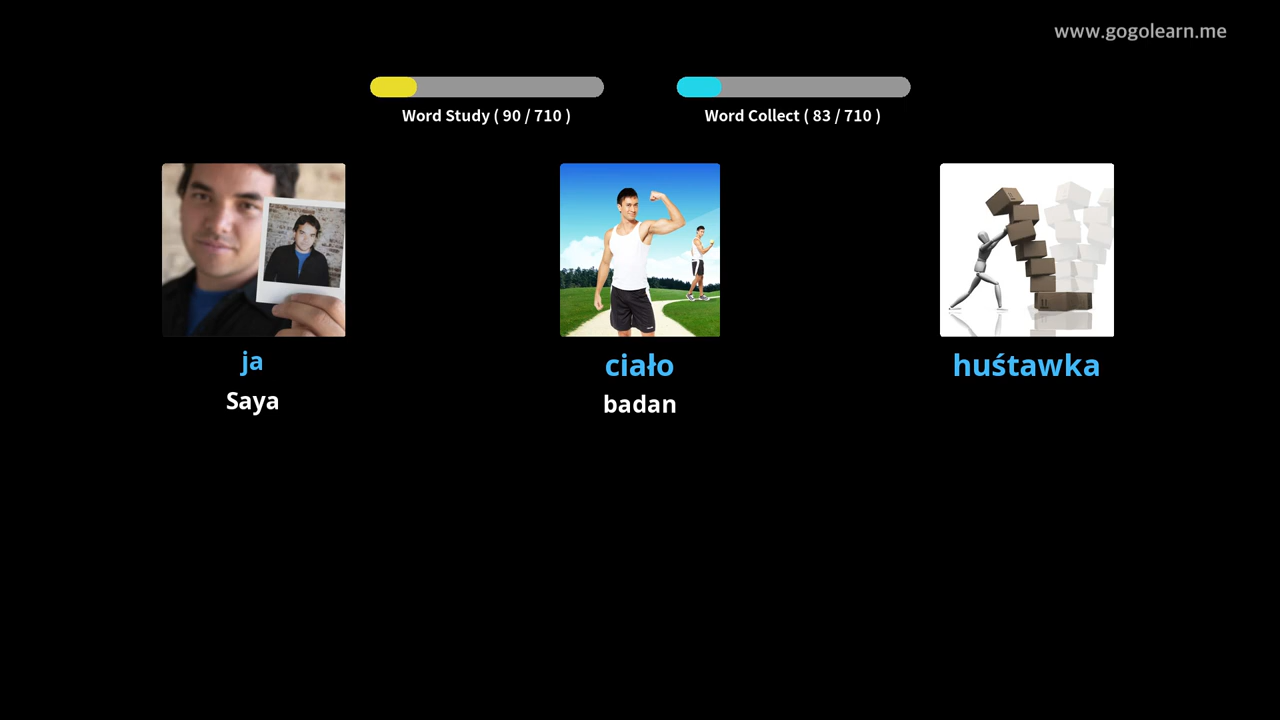 www.gogolearn.me
Word Study ( 90 / 710 )
Word Collect ( 83 / 710 )
ja
Saya
ciało
badan
huśtawka